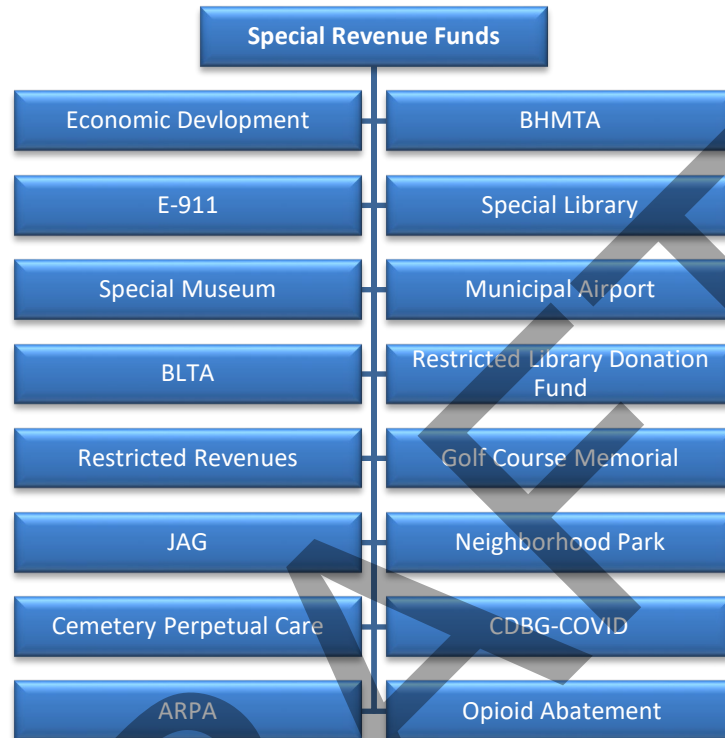 Special Revenue Funds
Economic Devlopment
BHMTA
E-911
Special Library
Special Museum
Municipal Airport
BLTA
Restricted Library Donation
Fund
Restricted Revenues
Golf Course Memorial
JAG
Neighborhood Park
Cemetery Perpetual Care
CDBG-COVID
ARPA
Opioid Abatement